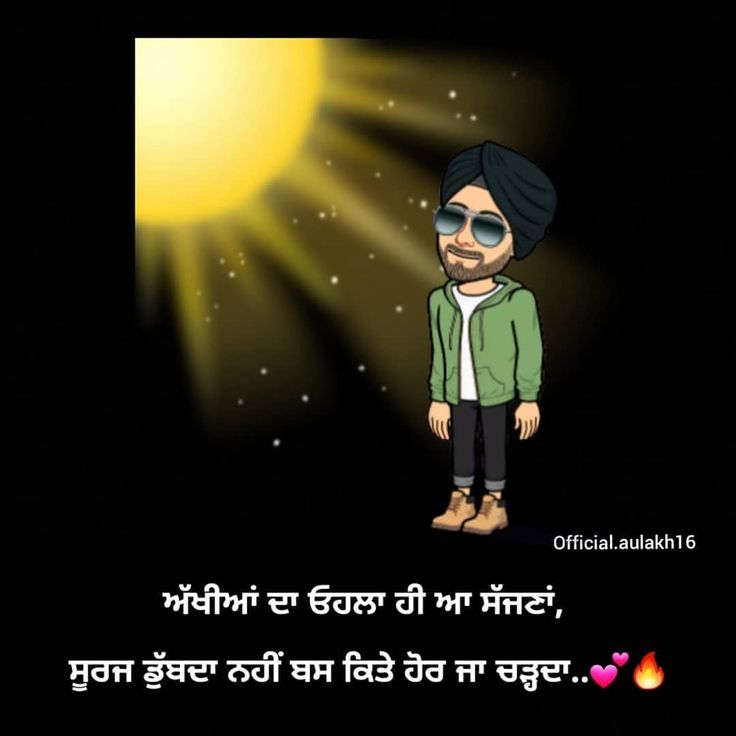 Official.aulakh16
ਅੱਖੀਆਂ ਦਾ ਓਹਲਾ ਹੀ ਆ ਸੱਜਣਾਂ,
ਸੂਰਜ ਡੁੱਬਦਾ ਨਹੀਂ ਬਸ ਕਿਤੇ ਹੋਰ ਜਾ ਚੜ੍ਹਦਾ..💕🔥